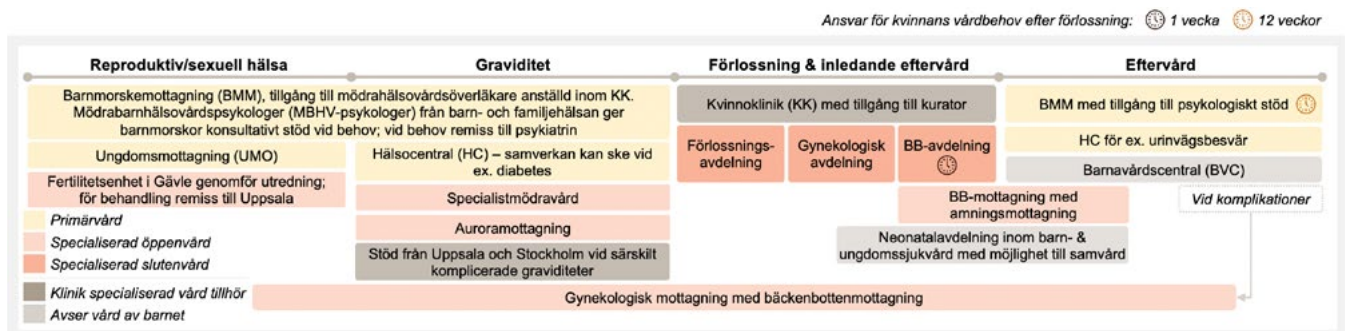 Ansvar för kvinnans vårdbehov efter förlossning: 1 vecka 12 veckor
Reproduktiv/sexuell hälsa
Graviditet
Förlossning & inledande eftervård
Eftervård
Barnmorskemottagning (BMM), tillgång till mödrahälsovårdsöverläkare anställd inom KK.
Mödrabarnhälsovårdspsykologer (MBHV-psykologer) från barn- och familjehälsan ger
barnmorskor konsultativt stöd vid behov; vid behov remiss till psykiatrin
Kvinnoklinik (KK) med tillgång till kurator
BMM med tillgång till psykologiskt stöd
Ungdomsmottagning (UMO)
Hälsocentral (HC) – samverkan kan ske vid
ex. diabetes
Förlossnings-
avdelning
Gynekologisk
avdelning
BB-avdelning
HC för ex. urinvägsbesvär
Barnavårdscentral (BVC)
Fertilitetsenhet i Gävle genomför utredning;
för behandling remiss till Uppsala
Specialistmödravård
BB-mottagning med
amningsmottagning
Vid komplikationer
Auroramottagning
Neonatalavdelning inom barn- &
ungdomssjukvård med möjlighet till samvård
Stöd från Uppsala och Stockholm vid särskilt
komplicerade graviditeter
Gynekologisk mottagning med bäckenbottenmottagning
Primärvård
Specialiserad öppenvård
Specialiserad slutenvård
Klinik specialiserad vård tillhör
Avser vård av barnet